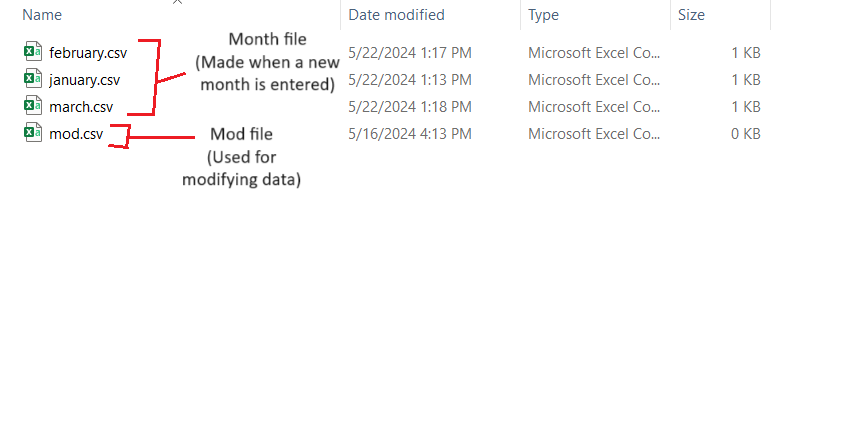 Name Date modified Type Size
february.csv 5/22/2024 1:17 PM Microsoft Excel Co... 1 KB
january.csv 5/22/2024 1:13 PM Microsoft Excel Co... 1 KB
march.csv 5/22/2024 1:18 PM Microsoft Excel Co... 1 KB
mod.csv 5/16/2024 4:13 PM Microsoft Excel Co... 0 KB
Month file
(Made when a new
month is entered)
Mod file
(Used for
modifying data)